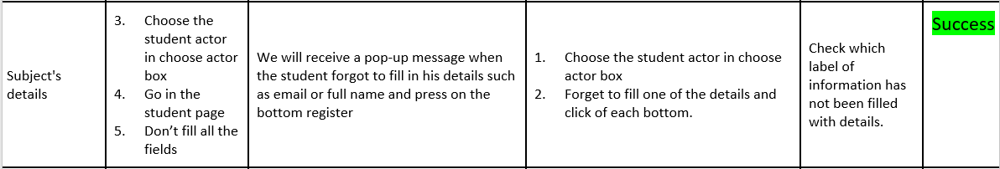 Subject's
details
3. Choose the
student actor
in choose actor
box
4. Go in the
student page
5. Don’t fill all the
fields
We will receive a pop-up message when
the student forgot to fill in his details such
as email or full name and press on the
bottom register
1. Choose the student actor in choose
actor box
2. Forget to fill one of the details and
click of each bottom.
Check which
label of
information has
not been filled
with details.
Success